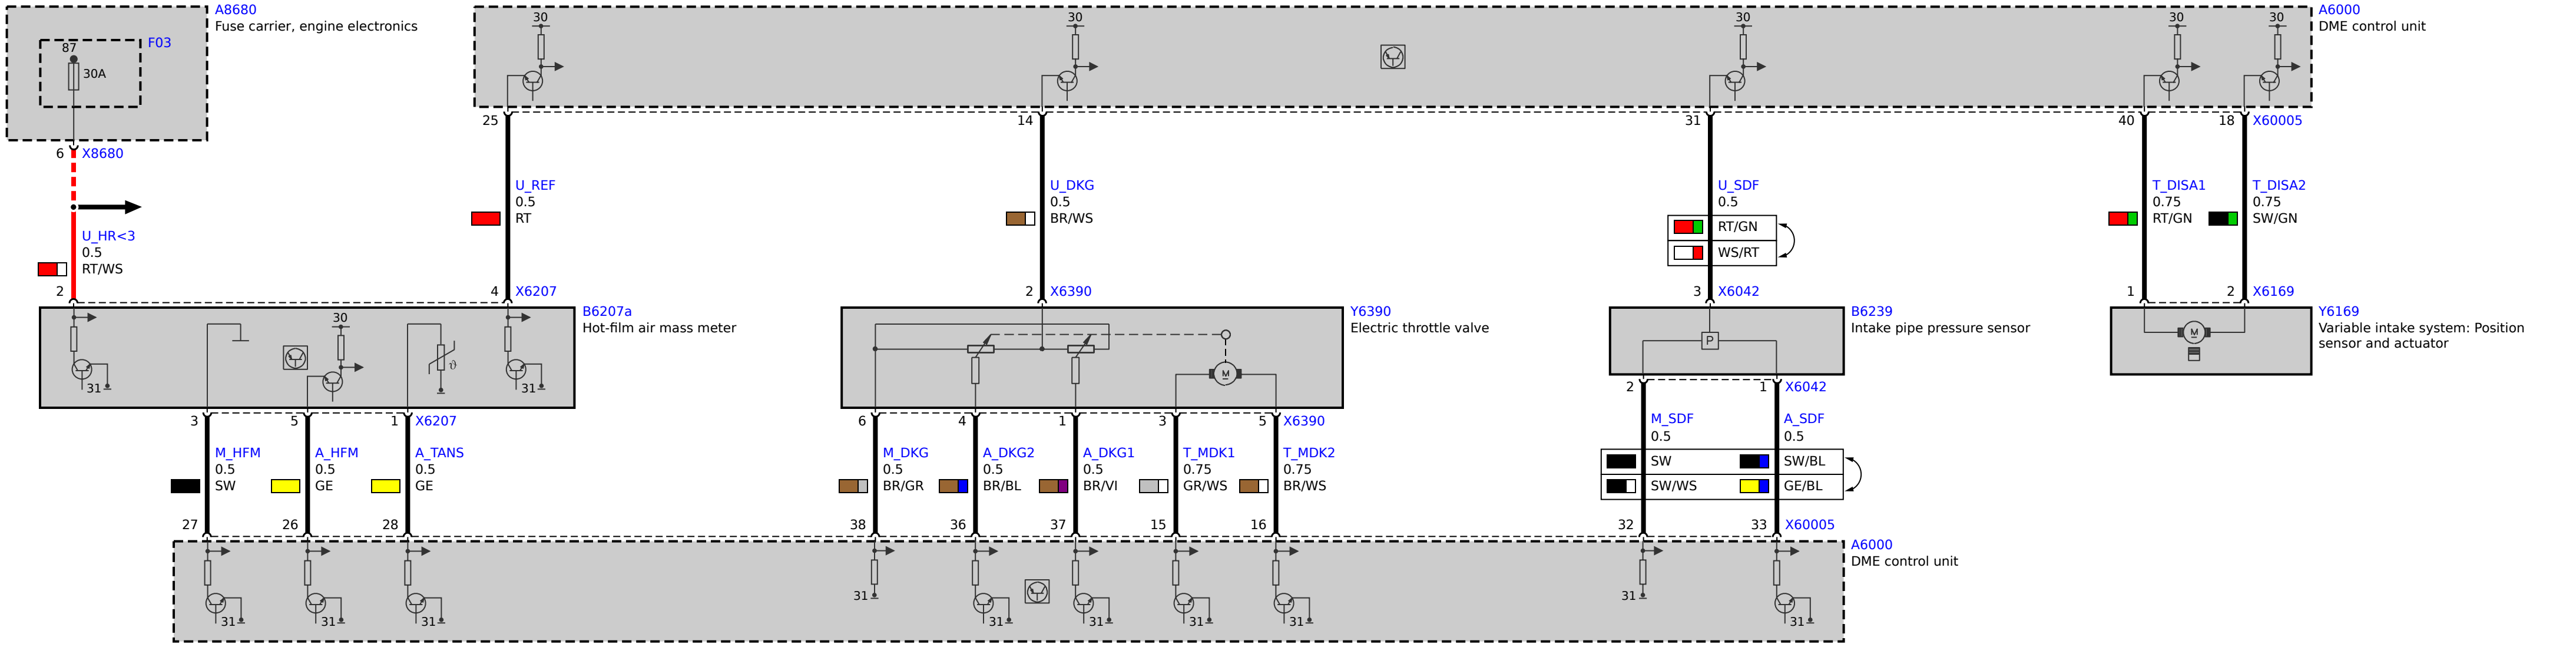 A8680
Fuse carrier, engine electronics
F03
87
30A
6 X8680
30 30 30 30 30
A6000
DME control unit
25 14 31 40 18 X60005
U_HR<3
0.5
RT/WS
U_REF
0.5
RT
U_DKG
0.5
BR/WS
U_SDF
0.5
RT/GN
WS/RT
T_DISA1
0.75
RT/GN
T_DISA2
0.75
SW/GN
2 4 X6207
2 X6390
3 X6042
1 2 X6169
B6207a
Hot-film air mass meter
30
31 ϑ 31
Y6390
Electric throttle valve
M
B6239
Intake pipe pressure sensor
P
Y6169
Variable intake system: Position
sensor and actuator
M
3 5 1 X6207
6 4 1 3 5 X6390
2 1 X6042
M_HFM
0.5
SW
A_HFM
0.5
GE
A_TANS
0.5
GE
M_DKG
0.5
BR/GR
A_DKG2
0.5
BR/BL
A_DKG1
0.5
BR/VI
T_MDK1
0.75
GR/WS
T_MDK2
0.75
BR/WS
M_SDF
0.5
SW
SW/WS
A_SDF
0.5
SW/BL
GE/BL
27 26 28 38 36 37 15 16 32 33 X60005
A6000
DME control unit
31 31
31 31 31 31 31 31 31 31